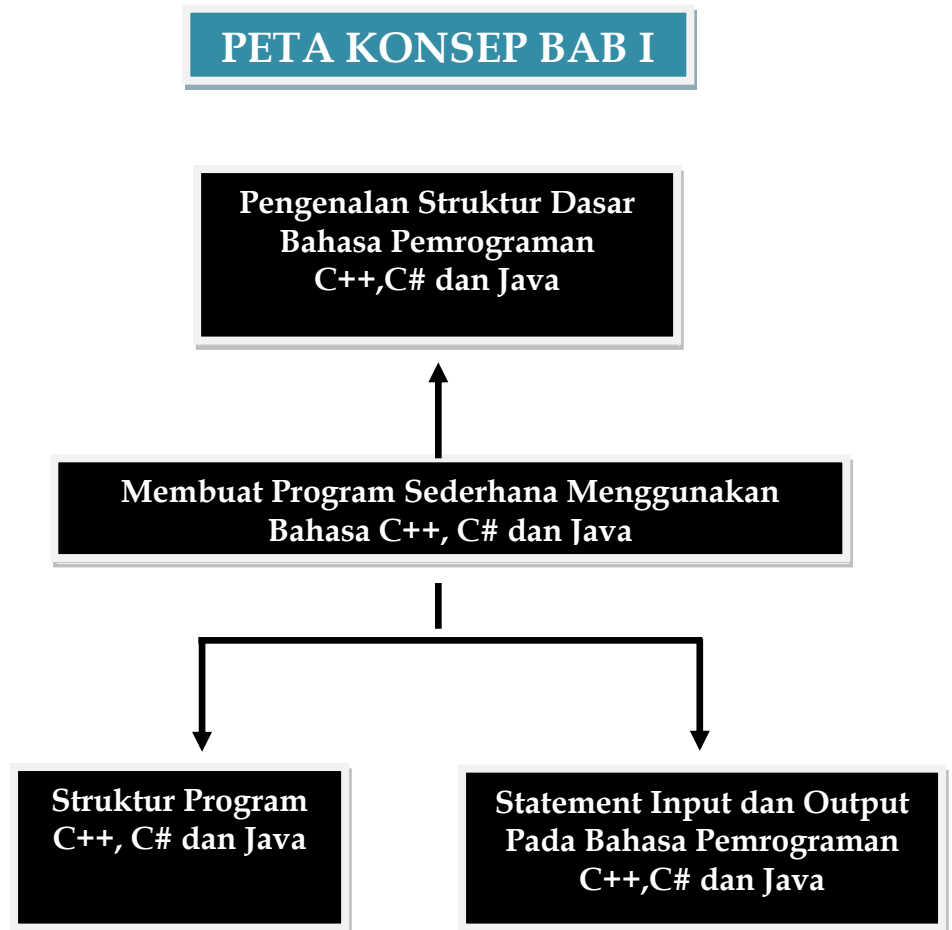 PETA KONSEP BAB I
Pengenalan Struktur Dasar
Bahasa Pemrograman
C++,C# dan Java
Membuat Program Sederhana Menggunakan
Bahasa C++, C# dan Java
Struktur Program
C++, C# dan Java
Statement Input dan Output
Pada Bahasa Pemrograman
C++,C# dan Java